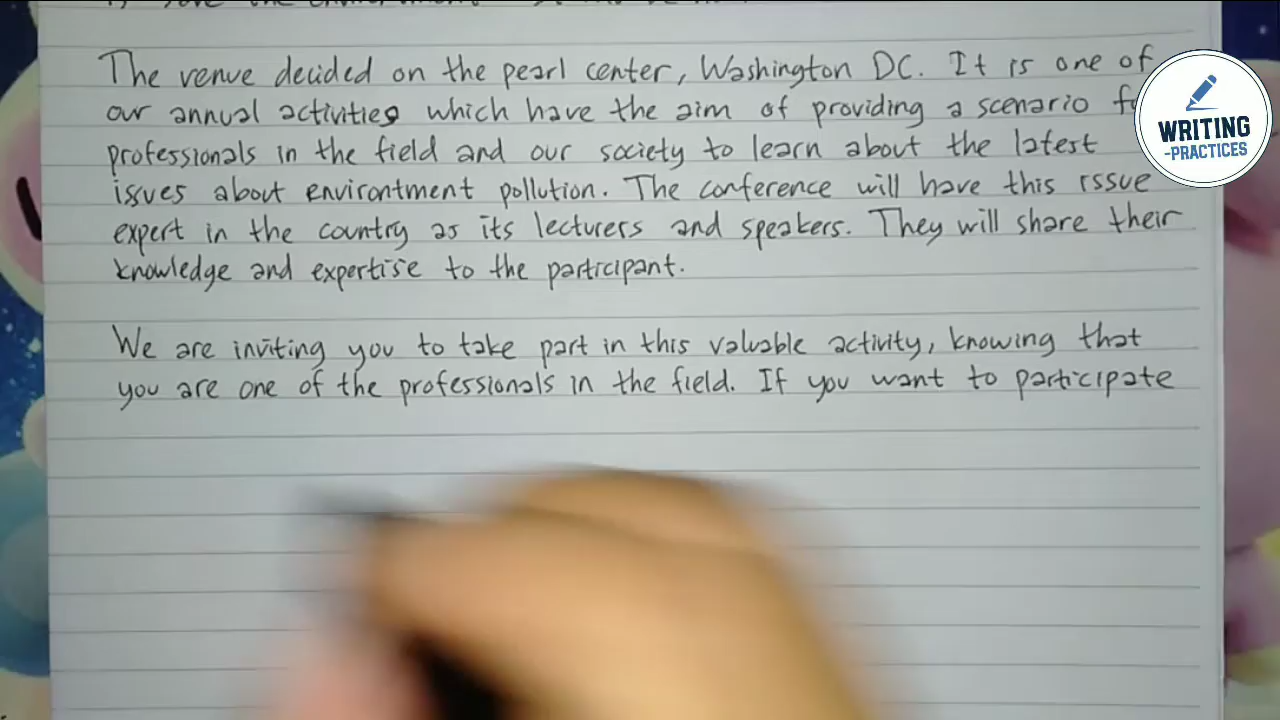 The venue decided on the pearl center, Washington DC. It is one of
our annual activities which have the aim of providing a scenario
professionals in the field and our society to learn about the latest
issues about environtment pollution. The conference will have this issue
expert in the country as its lecturers and speakers. They will share their
knowledge and expertise to the participant.
We are inviting you to take part in this valuable activity, knowing that
you are one of the professionals in the field. If you want to participate
WRITING
-PRACTICES